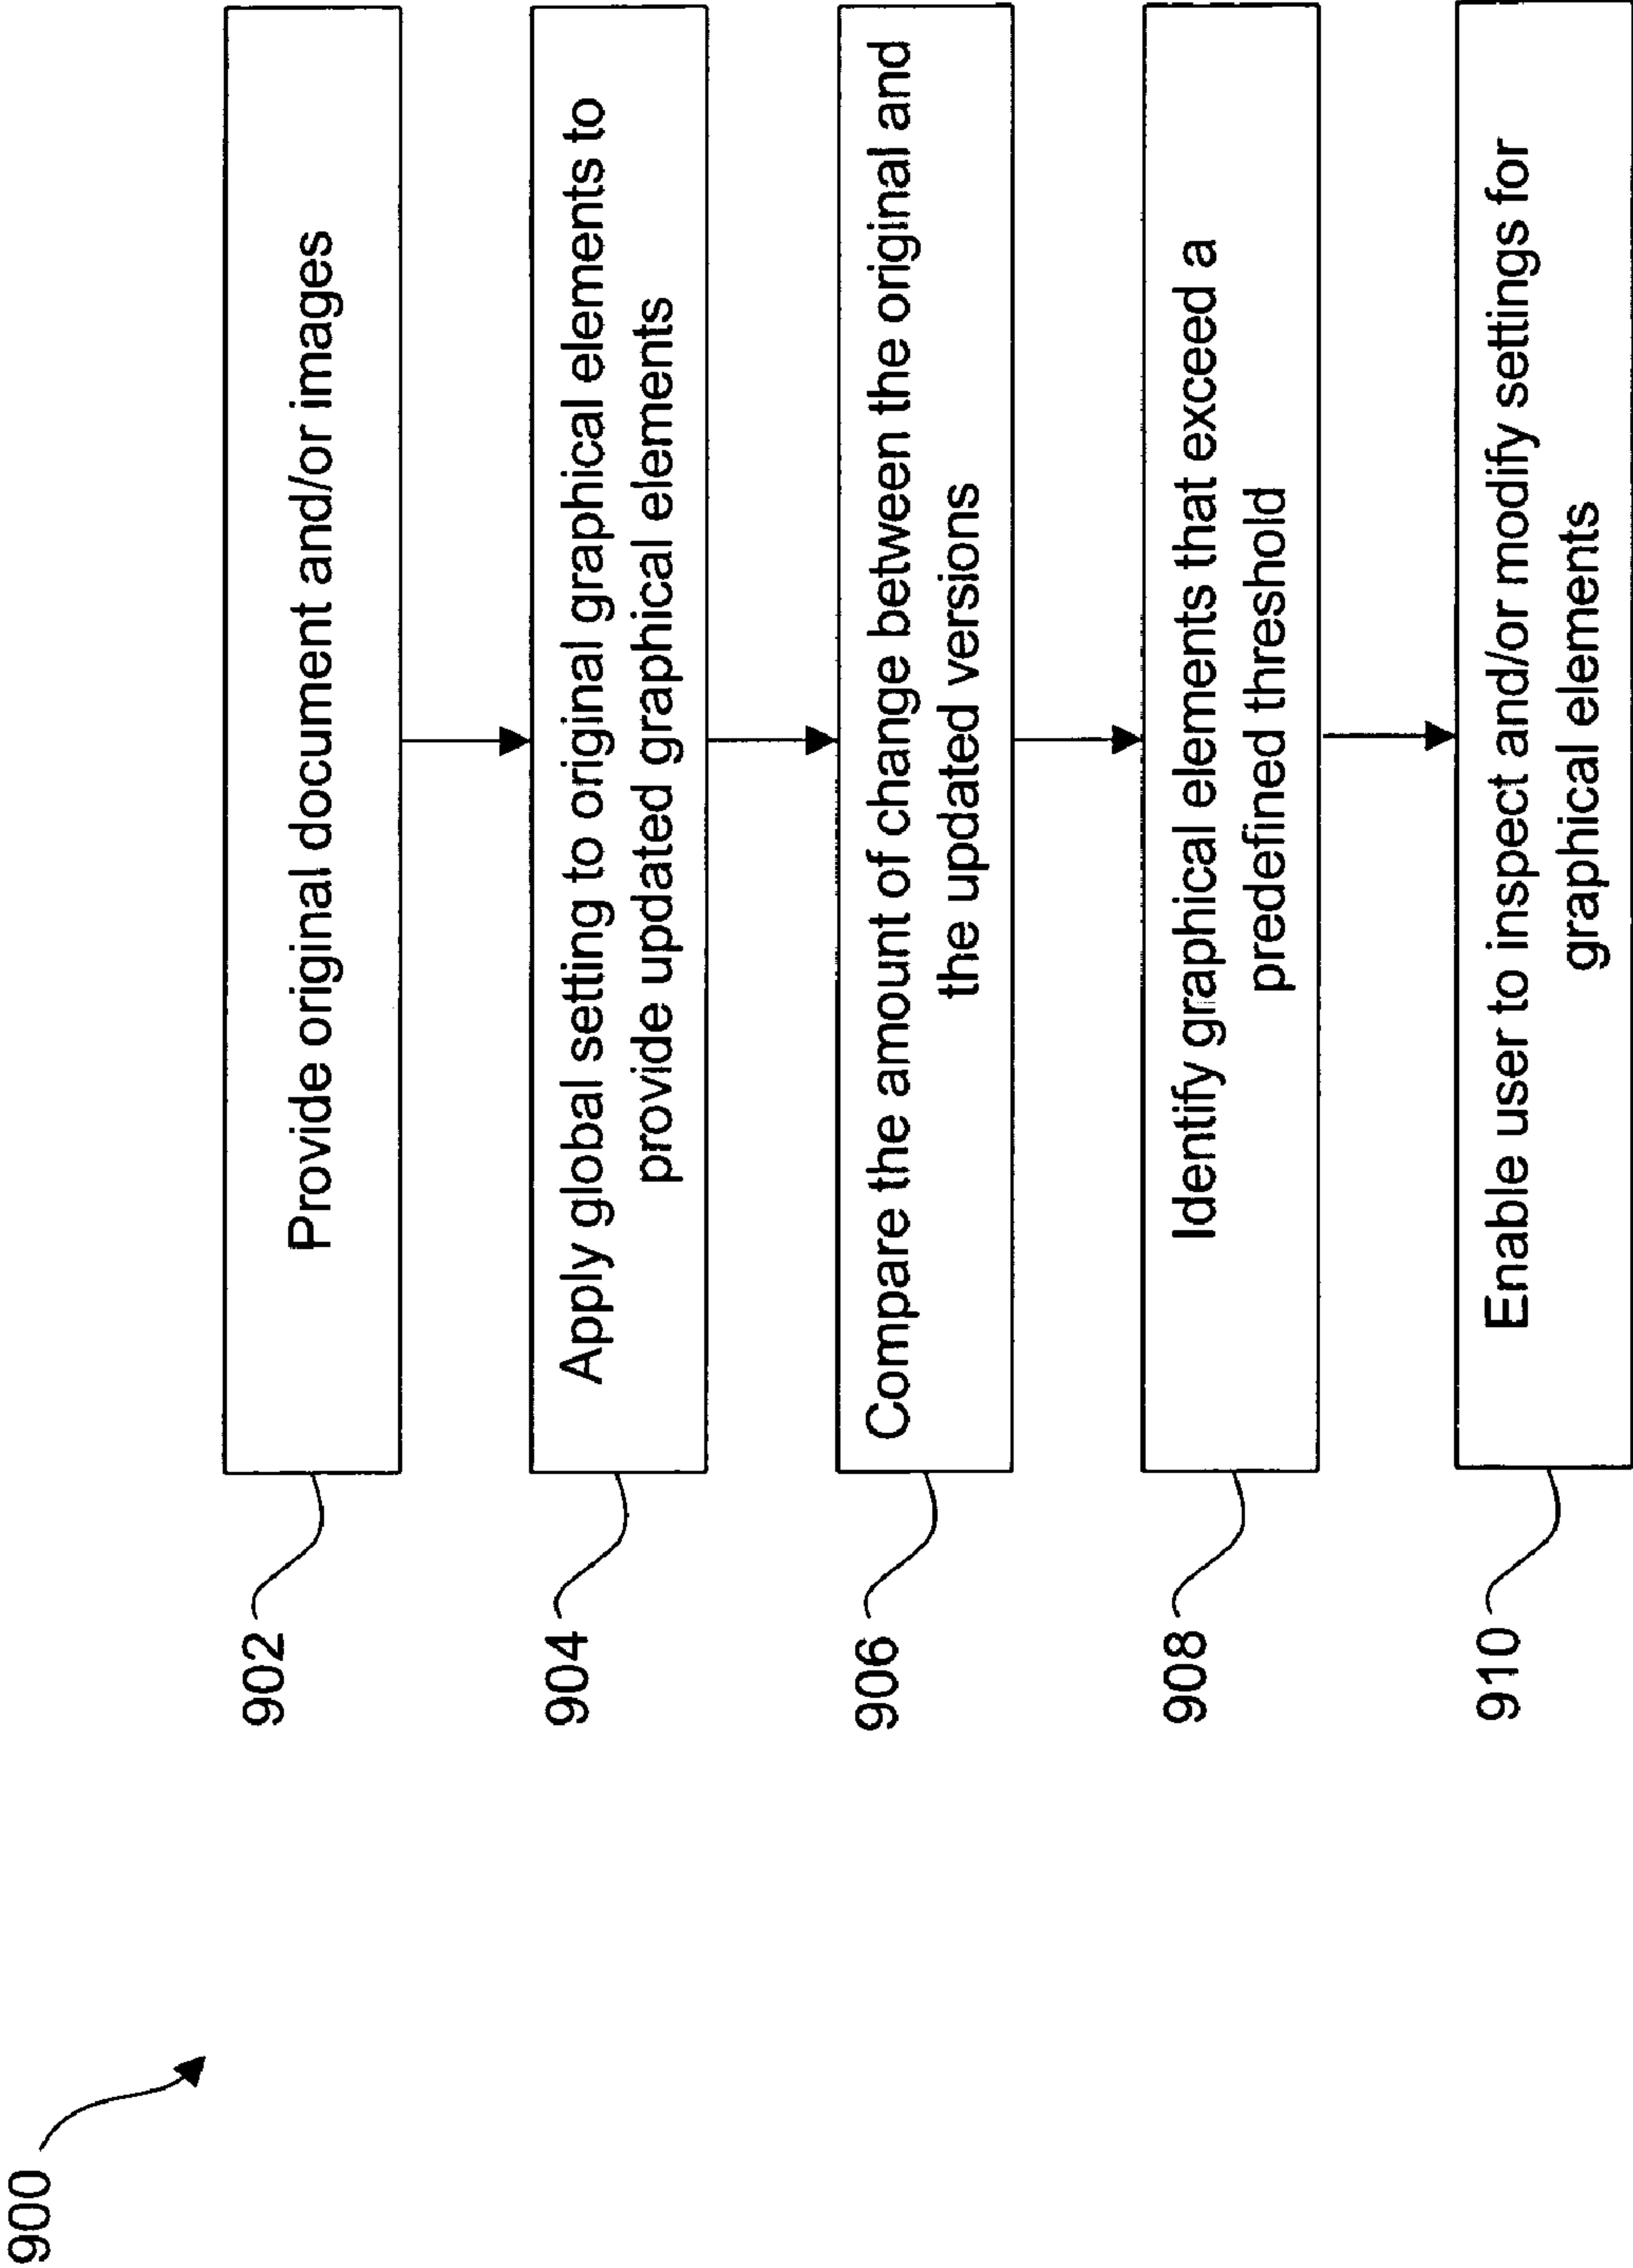 900
902
Provide original document and/or images
904
Apply global setting to original graphical elements to
provide updated graphical elements
906
Compare the amount of change between the original and
the updated versions
908
Identify graphical elements that exceed a
predefined threshold
910
Enable user to inspect and/or modify settings for
graphical elements